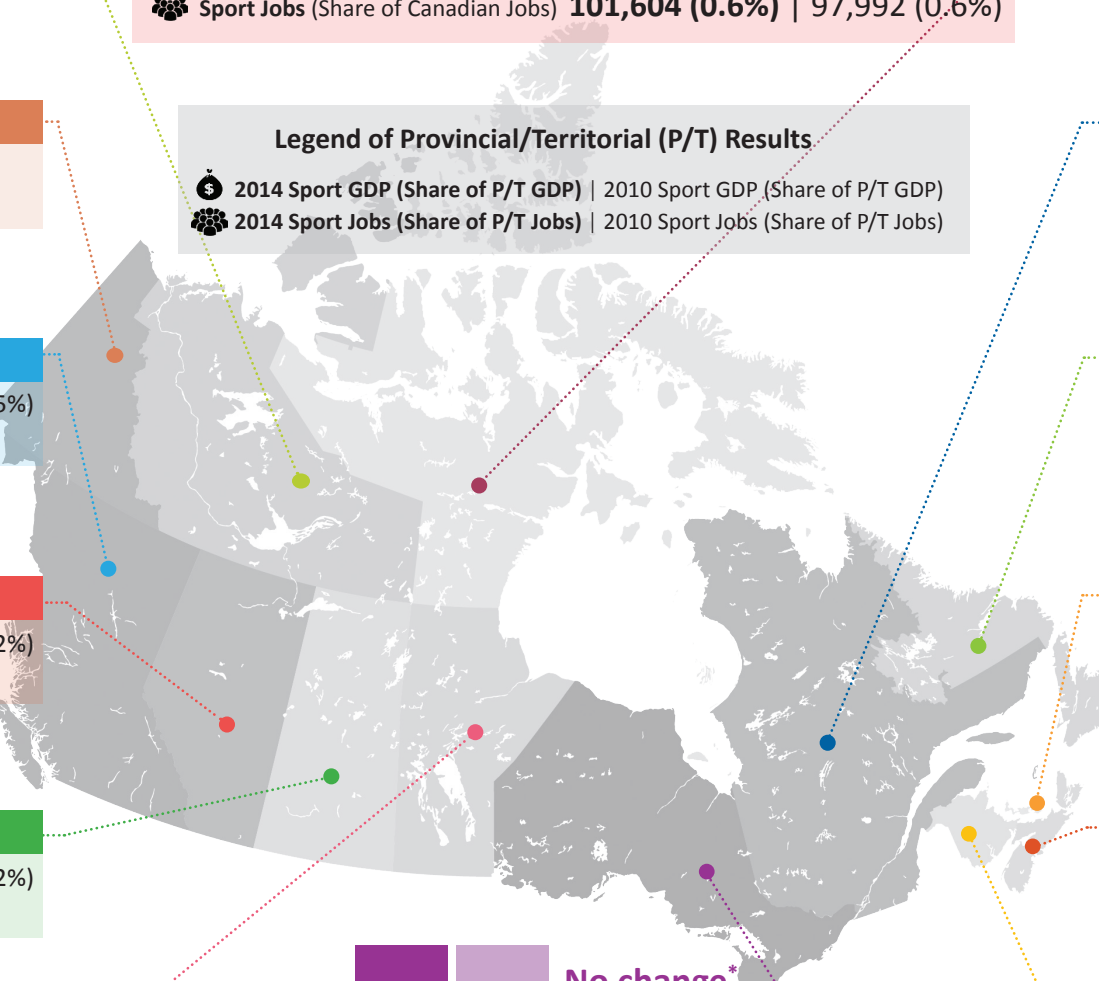 Sport Jobs (Share of Canadian Jobs) 101,604 (0.6%) | 97,992 (0.6%)
Legend of Provincial/Territorial (P/T) Results
$ 2014 Sport GDP (Share of P/T GDP) | 2010 Sport GDP (Share of P/T GDP)
2014 Sport Jobs (Share of P/T Jobs) | 2010 Sport Jobs (Share of P/T Jobs)
%)
2%)
2%)
No change*